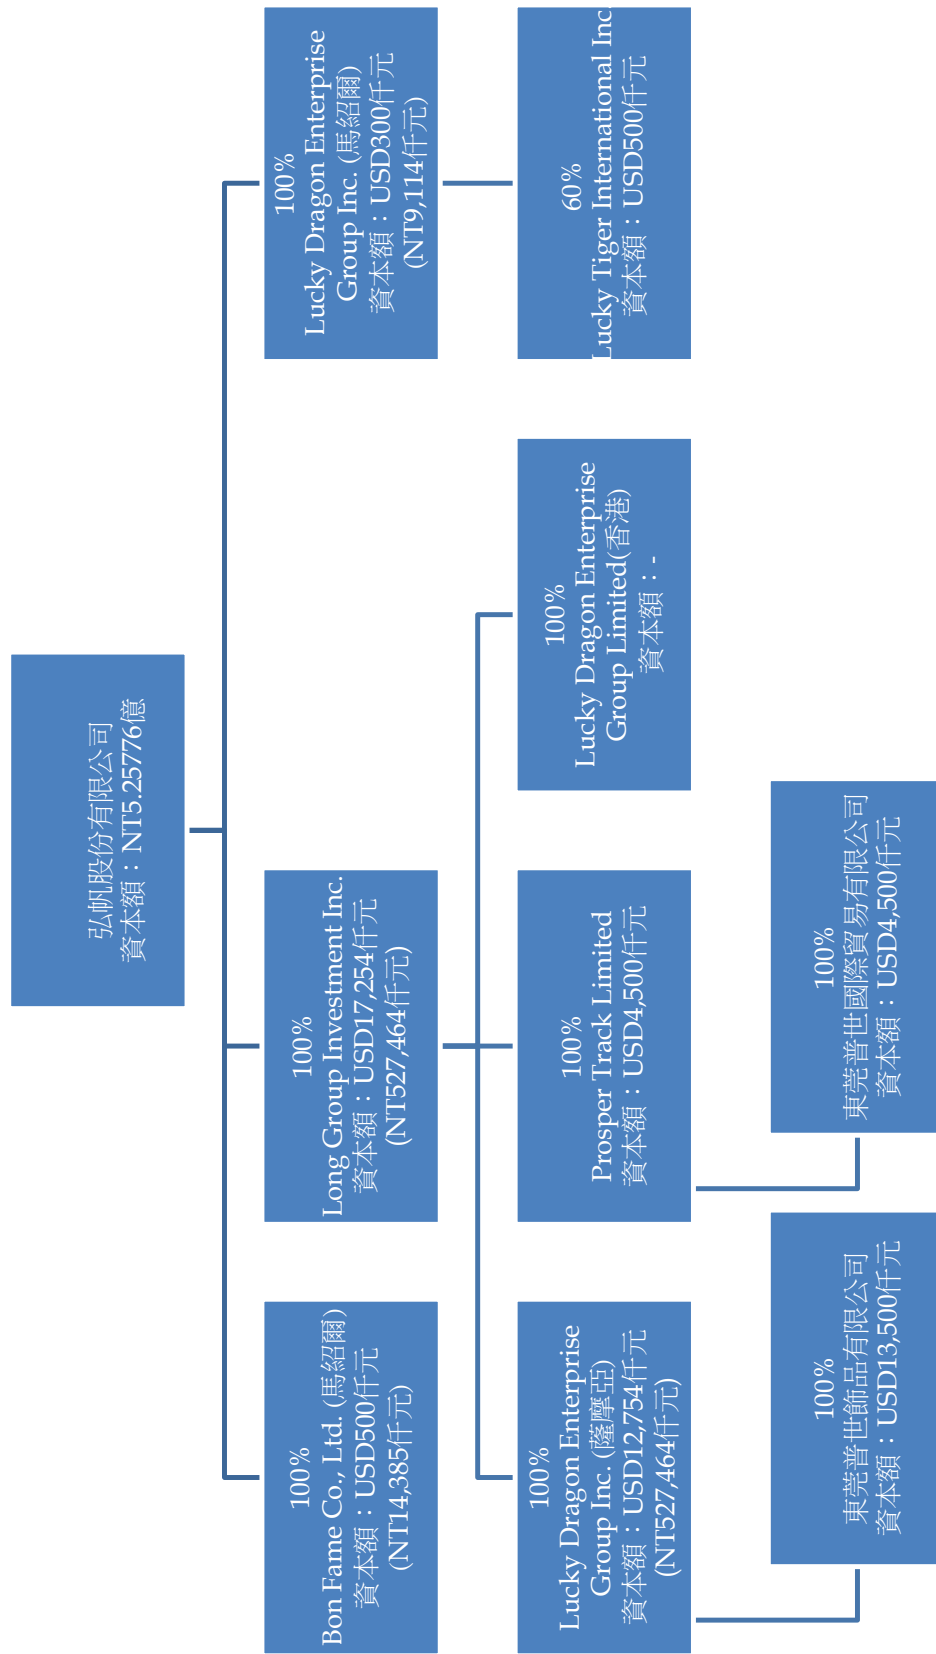 弘帆股份有限公司
資本額：NT5.25776億
100%
Bon Fame Co., Ltd. (馬紹爾)
資本額：USD500仟元
(NT14,385仟元)
100%
Long Group Investment Inc.
資本額：USD17,254仟元
(NT527,464仟元)
100%
Lucky Dragon Enterprise
Group Inc. (馬紹爾)
資本額：USD300仟元
(NT9,114仟元)
100%
Lucky Dragon Enterprise
Group Inc. (薩摩亞)
資本額：USD12,754仟元
(NT527,464仟元)
100%
Prosper Track Limited
資本額：USD4,500仟元
100%
Lucky Dragon Enterprise
Group Limited(香港)
資本額：-
60%
Lucky Tiger International Inc.
資本額：USD500仟元
100%
東莞普世飾品有限公司
資本額：USD13,500仟元
100%
東莞普世國際貿易有限公司
資本額：USD4,500仟元